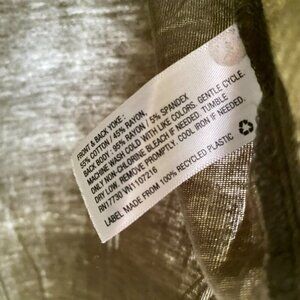 FRONT & BACK YOKE -
55% COTTON / 45% RAYON
BACK BODY: 95% RAYON / 5% SPANDEX
MACHINE WASH COLD WITH LIKE COLORS. GENTLE CYCLE.
ONLY NON-CHLORINE BLEACH IF NEEDED. TUMBLE
DRY LOW. REMOVE PROMPTLY. COOL IRON IF NEEDED.
RN17730 VN1107216
LABEL MADE FROM 100% RECYCLED PLASTIC